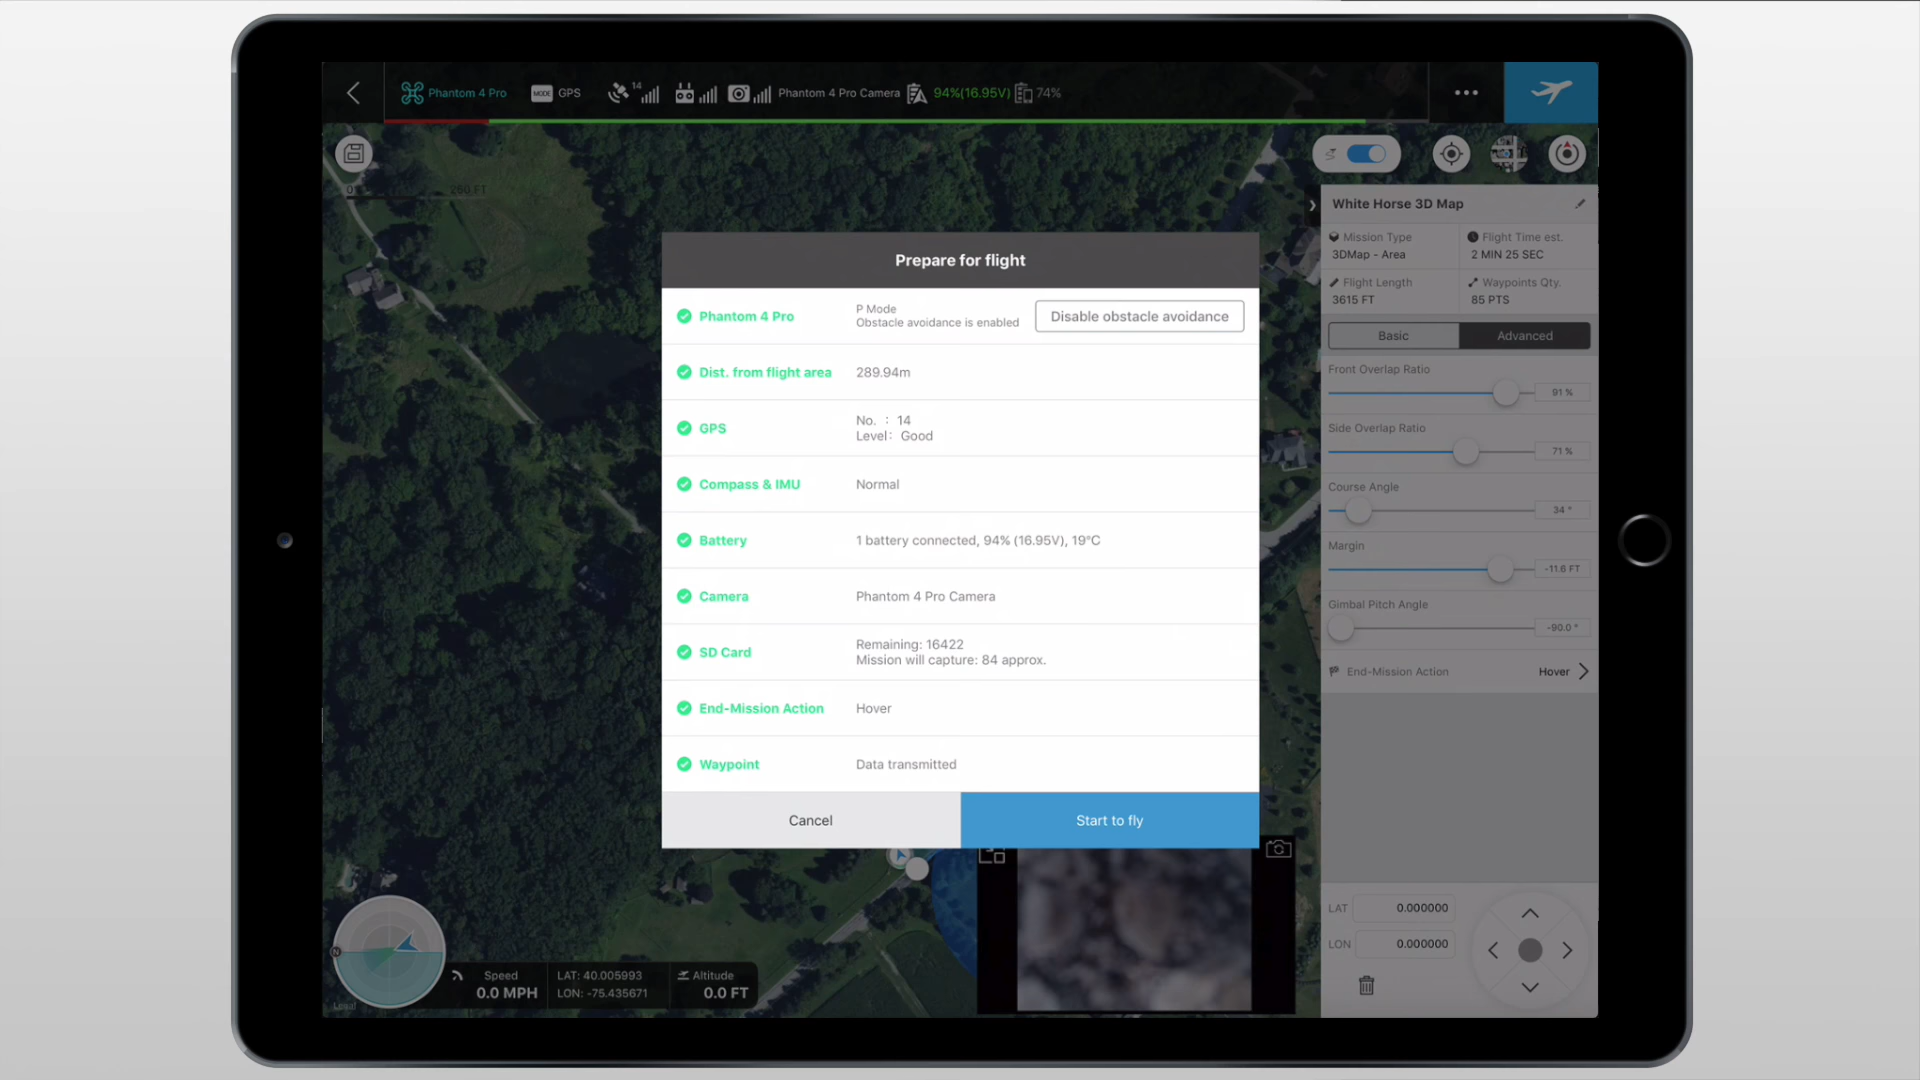 Phantom 4 Pro
MODE GPS
14
Phantom 4 Pro Camera
94%(16.95V)
74%
260 FT
White Horse 3D Map
Mission Type
3DMap - Area
Flight Time est.
2 MIN 25 SEC
Flight Length
3615 FT
Waypoints Qty.
85 PTS
Basic
Advanced
Front Overlap Ratio
91 %
Side Overlap Ratio
71 %
Course Angle
34 °
Margin
-11.6 FT
Gimbal Pitch Angle
-90.0 °
End-Mission Action
Hover
Prepare for flight
Phantom 4 Pro
P Mode
Obstacle avoidance is enabled
Disable obstacle avoidance
Dist. from flight area
289.94m
GPS
No. : 14
Level: Good
Compass & IMU
Normal
Battery
1 battery connected, 94% (16.95V), 19°C
Camera
Phantom 4 Pro Camera
SD Card
Remaining: 16422
Mission will capture: 84 approx.
End-Mission Action
Hover
Waypoint
Data transmitted
Cancel
Start to fly
LAT 0.000000
LON 0.000000
N
Speed
0.0 MPH
LAT: 40.005993
LON: -75.435671
Altitude
0.0 FT
Legal